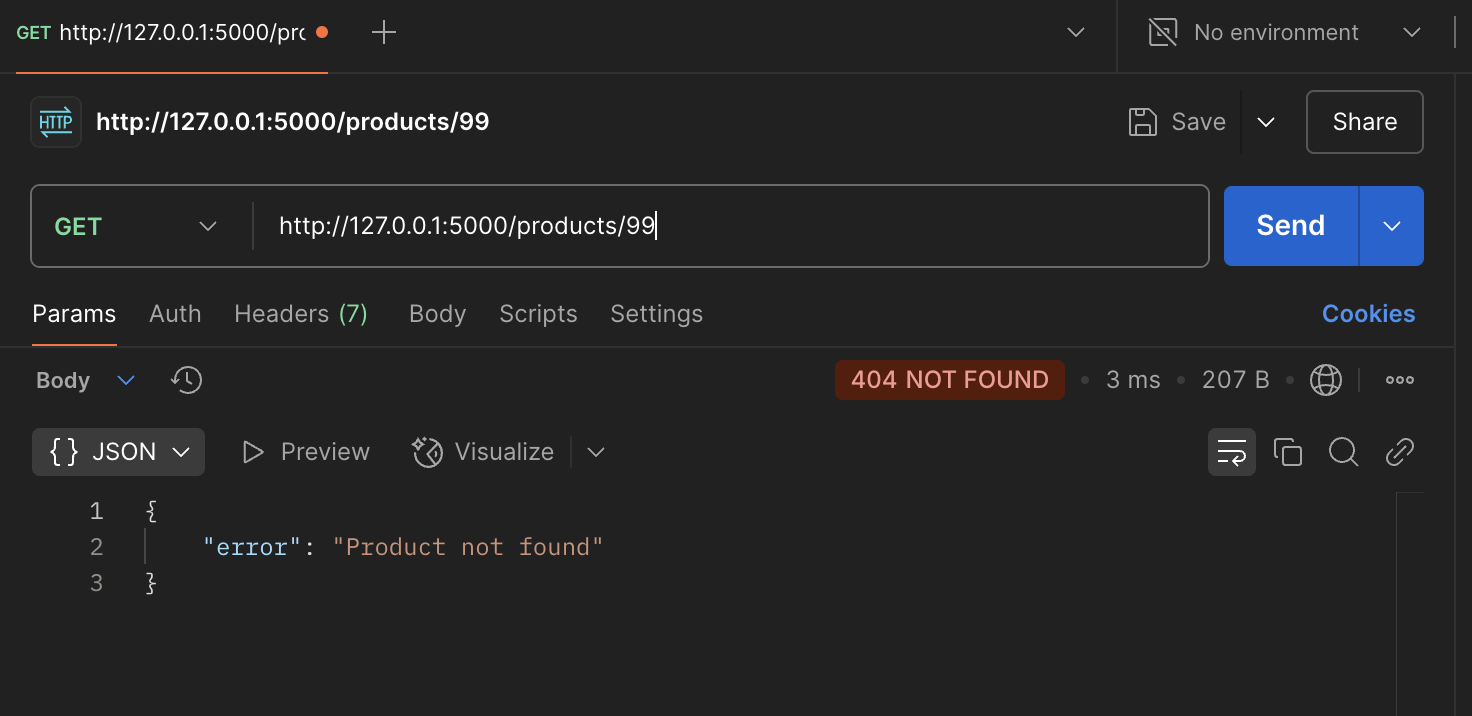 GET http://127.0.0.1:5000/prc No environment
HTTP http://127.0.0.1:5000/products/99 Save Share
GET http://127.0.0.1:5000/products/99 Send
Params Auth Headers (7) Body Scripts Settings Cookies
Body 404 NOT FOUND • 3 ms • 207 B •
{} JSON Preview Visualize
1 {
2 "error": "Product not found"
3 }